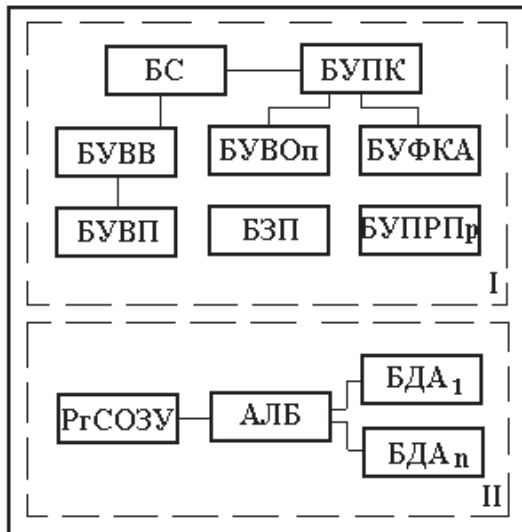 БС БУПК
БУВВ БУВОп БУФКА
БУВП БЗП БУПРПр
I
РгСОЗУ АЛБ БДА₁
БДАₙ
II